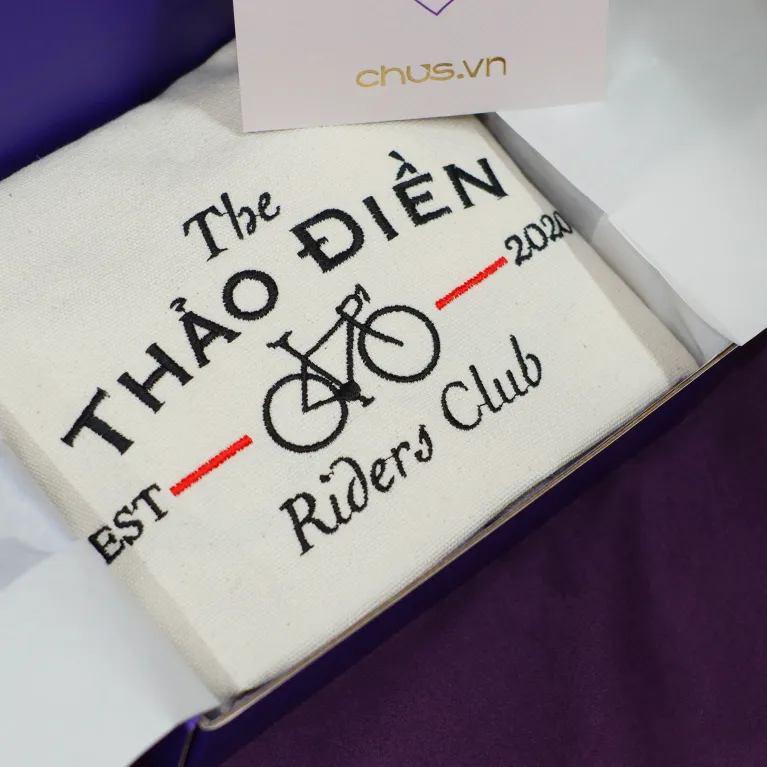 chus.vn
The
THẢO ĐIỀN
EST 2020
Riders Club